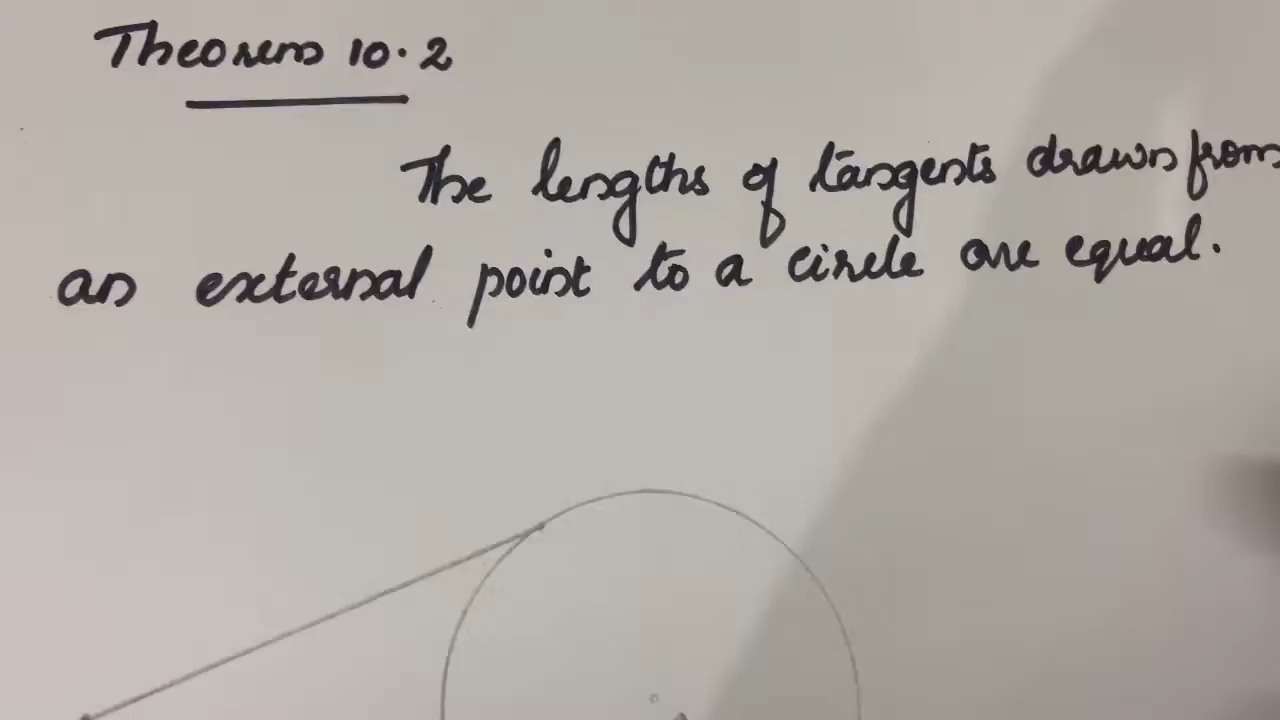 Theorem 10.2
The lengths of tangents drawn from
an external point to a circle are equal.